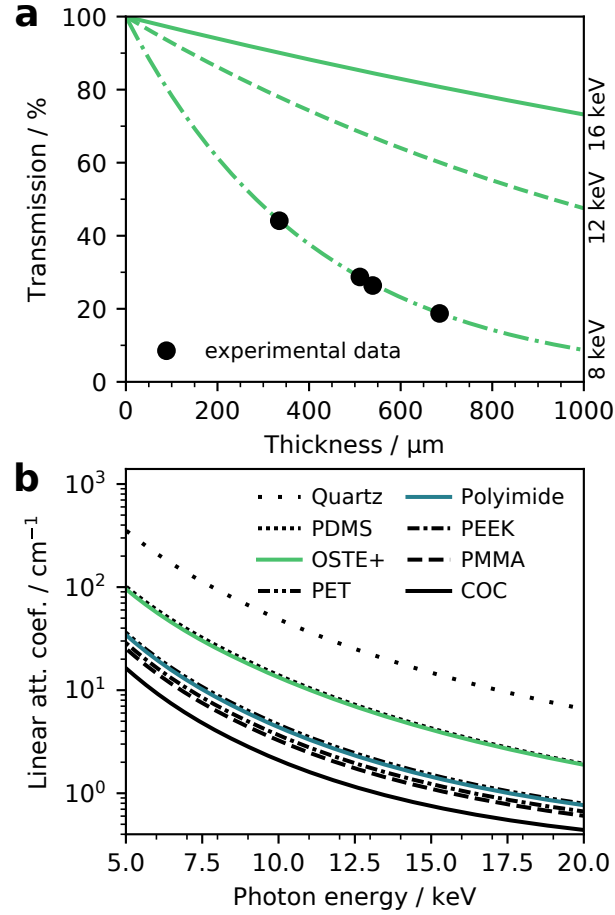 a
100
80
60
40
20
0
Transmission / %
16 keV
12 keV
8 keV
experimental data
0 200 400 600 800 1000
Thickness / µm
b
10³
10²
10¹
10⁰
Linear att. coef. / cm⁻¹
Quartz
PDMS
OSTE+
PET
Polyimide
PEEK
PMMA
COC
5.0 7.5 10.0 12.5 15.0 17.5 20.0
Photon energy / keV